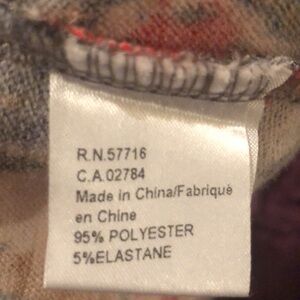 R.N.57716
C.A.02784
Made in China/Fabriqué
en Chine
95% POLYESTER
5%ELASTANE